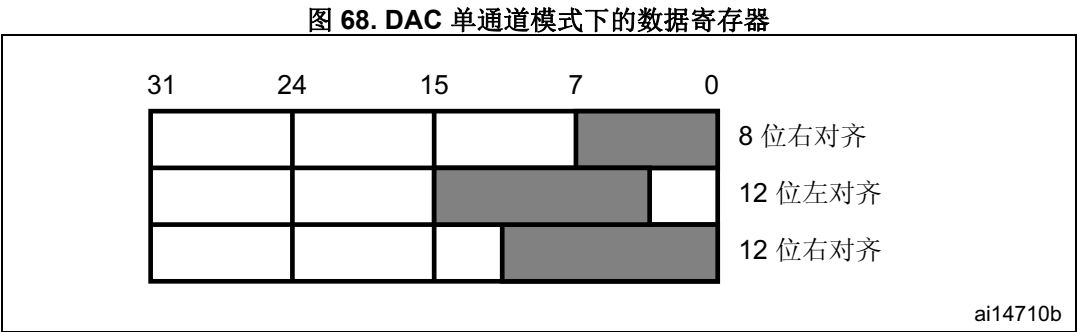 图 68. DAC 单通道模式下的数据寄存器
31 24 15 7 0
8 位右对齐
12 位左对齐
12 位右对齐
ai14710b